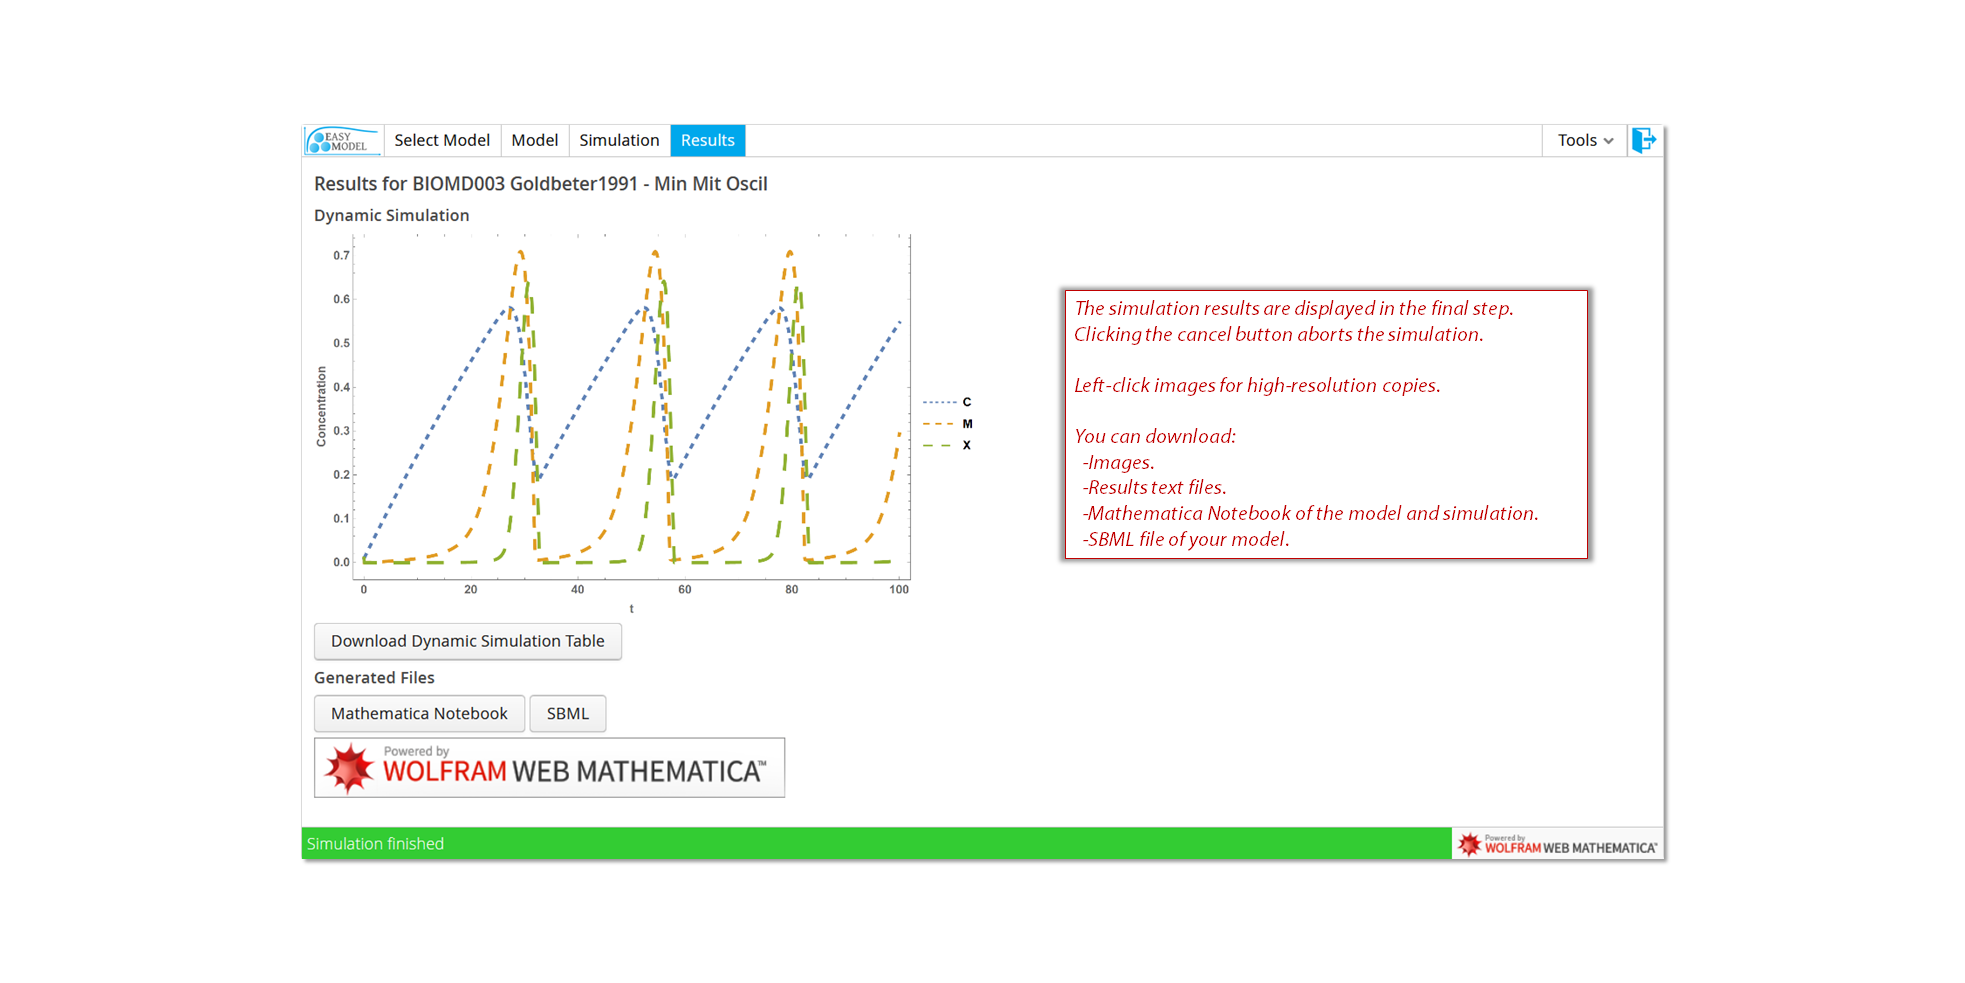 EASY
MODEL
Select Model
Model
Simulation
Results
Tools
Results for BIOMD003 Goldbeter1991 - Min Mit Oscil
Dynamic Simulation
0.7
0.6
0.5
0.4
0.3
0.2
0.1
0.0
Concentration
0
20
40
60
80
100
t
C
M
X
The simulation results are displayed in the final step.
Clicking the cancel button aborts the simulation.
Left-click images for high-resolution copies.
You can download:
-Images.
-Results text files.
-Mathematica Notebook of the model and simulation.
-SBML file of your model.
Download Dynamic Simulation Table
Generated Files
Mathematica Notebook
SBML
Powered by
WOLFRAM WEB MATHEMATICA™
Simulation finished
Powered by
WOLFRAM WEB MATHEMATICA™